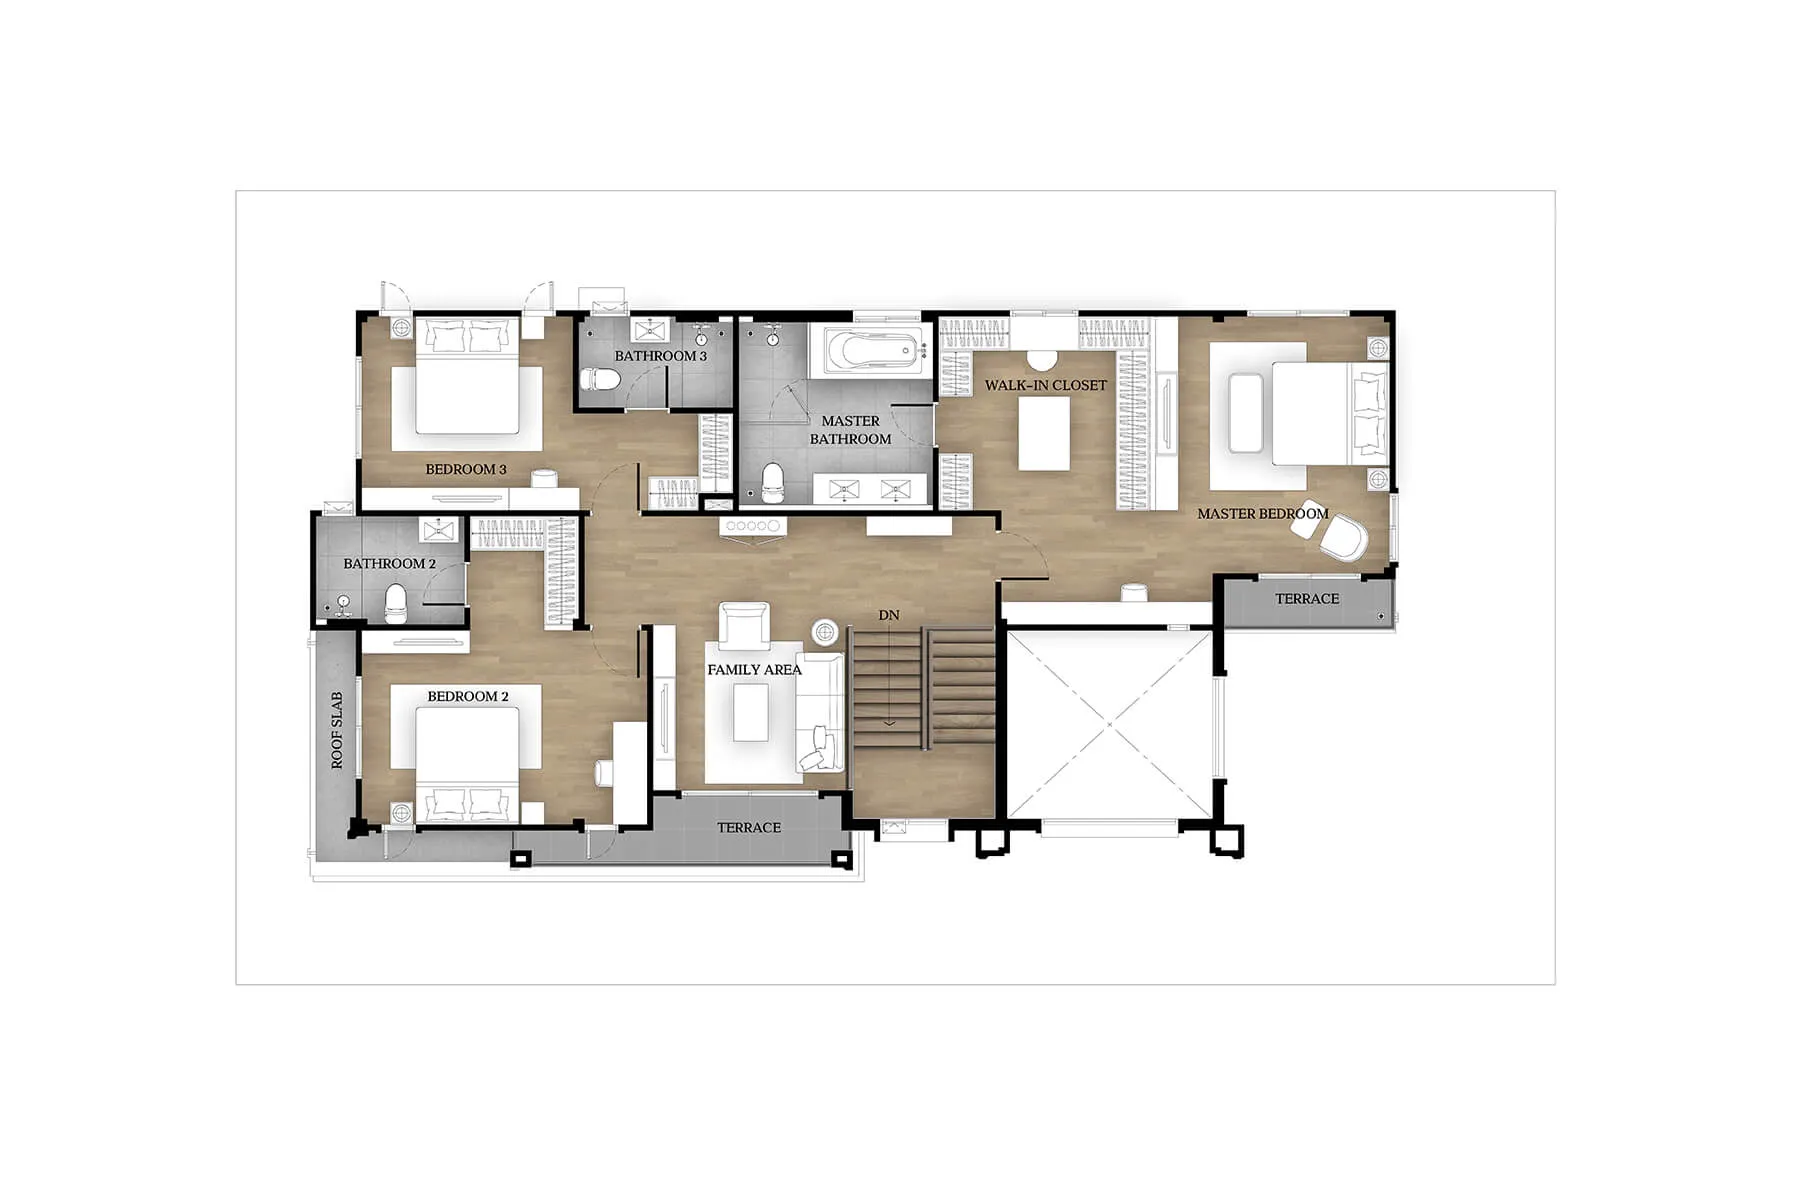 BATHROOM 3
WALK-IN CLOSET
MASTER
BATHROOM
BEDROOM 3
MASTER BEDROOM
BATHROOM 2
TERRACE
DN
FAMILY AREA
BEDROOM 2
ROOF SLAB
TERRACE